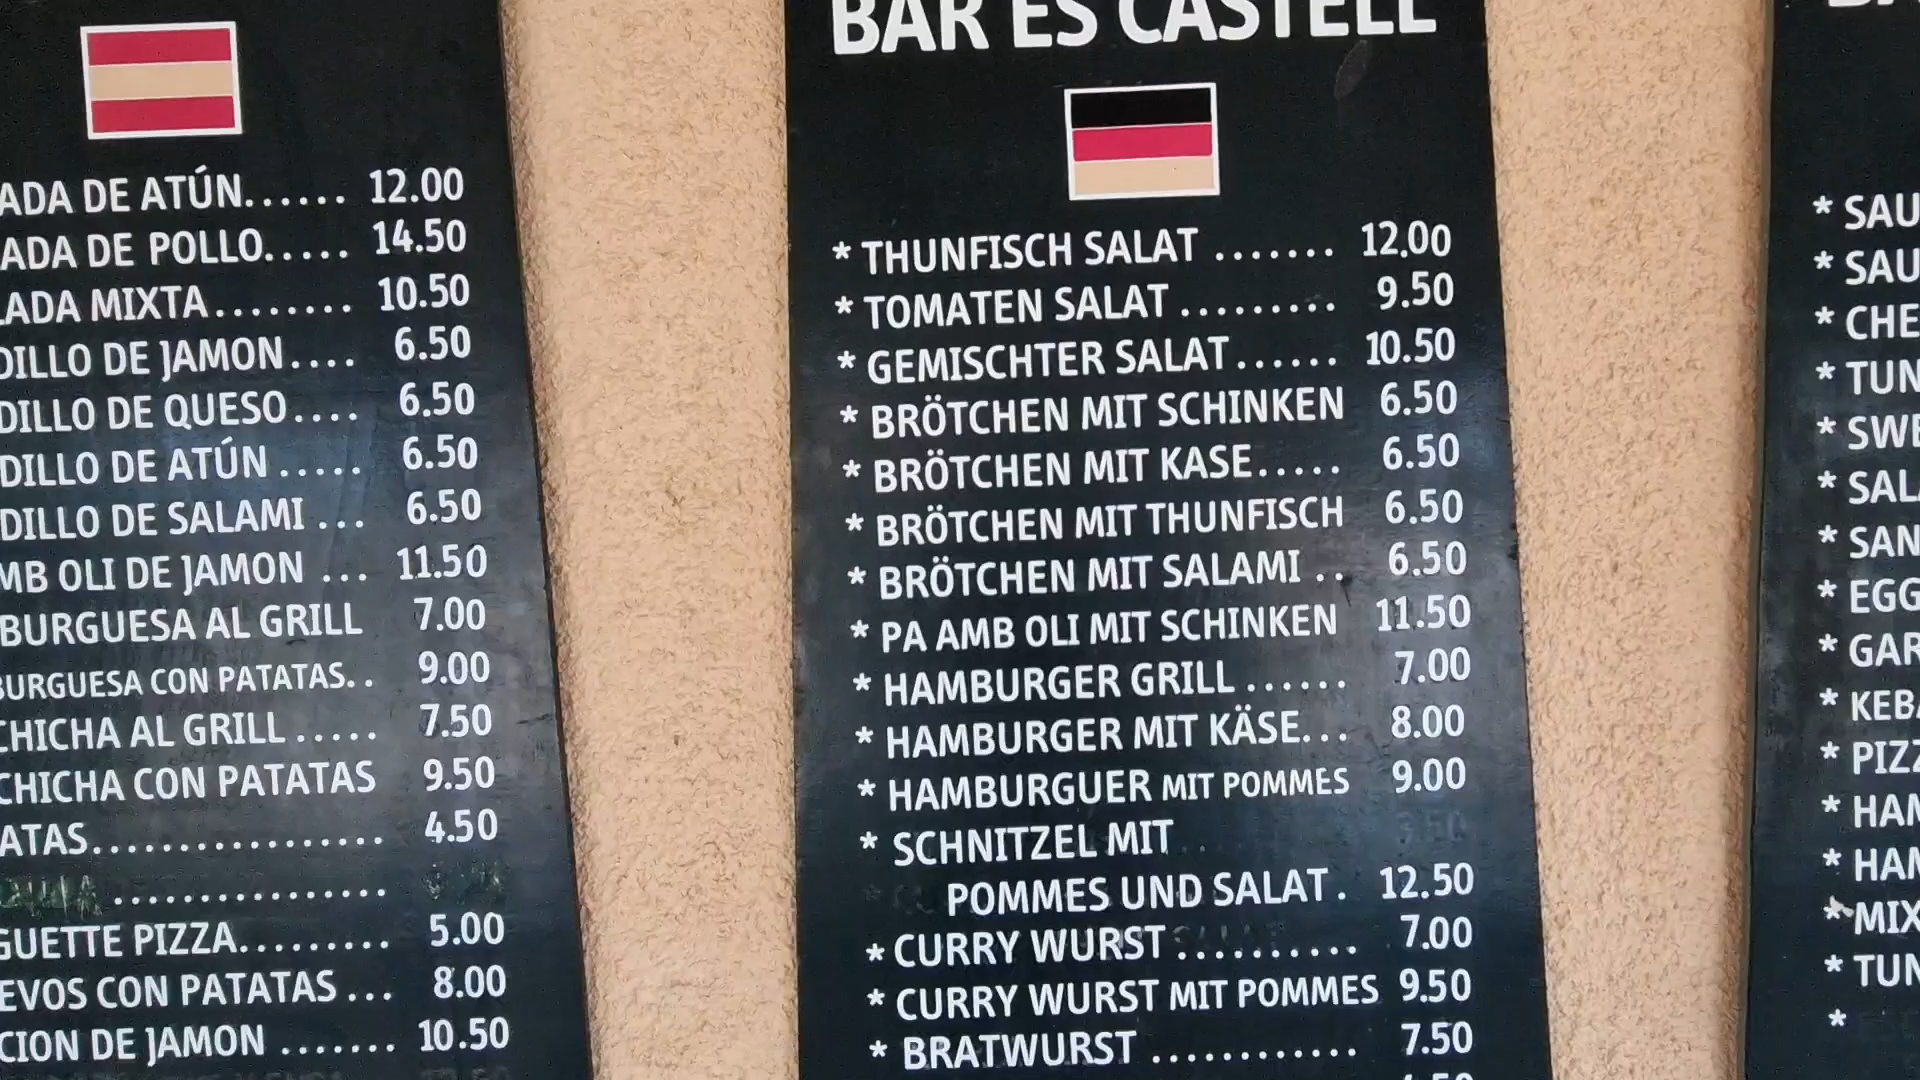 ADA DE ATÚN...... 12.00
ADA DE POLLO..... 14.50
LADA MIXTA........ 10.50
DILLO DE JAMON.... 6.50
DILLO DE QUESO.... 6.50
DILLO DE ATÚN ..... 6.50
DILLO DE SALAMI ... 6.50
MB OLI DE JAMON ... 11.50
BURGUESA AL GRILL 7.00
BURGUESA CON PATATAS.. 9.00
CHICHA AL GRILL ..... 7.50
CHICHA CON PATATAS 9.50
ATAS................. 4.50
GUETTE PIZZA......... 5.00
EVOS CON PATATAS ... 8.00
CION DE JAMON ....... 10.50
BAR ES CASTELL
* THUNFISCH SALAT ....... 12.00
* TOMATEN SALAT ......... 9.50
* GEMISCHTER SALAT...... 10.50
* BRÖTCHEN MIT SCHINKEN 6.50
* BRÖTCHEN MIT KASE..... 6.50
* BRÖTCHEN MIT THUNFISCH 6.50
* BRÖTCHEN MIT SALAMI .. 6.50
* PA AMB OLI MIT SCHINKEN 11.50
* HAMBURGER GRILL ...... 7.00
* HAMBURGER MIT KÄSE... 8.00
* HAMBURGUER MIT POMMES 9.00
* SCHNITZEL MIT
POMMES UND SALAT . 12.50
* CURRY WURST .......... 7.00
* CURRY WURST MIT POMMES 9.50
* BRATWURST ............ 7.50
* SAU
* SAU
* CHE
* TUN
* SWE
* SAL
* SAN
* EGG
* GAR
* KEB
* PIZZ
* HAM
* HAM
* MIX
* TUN
*